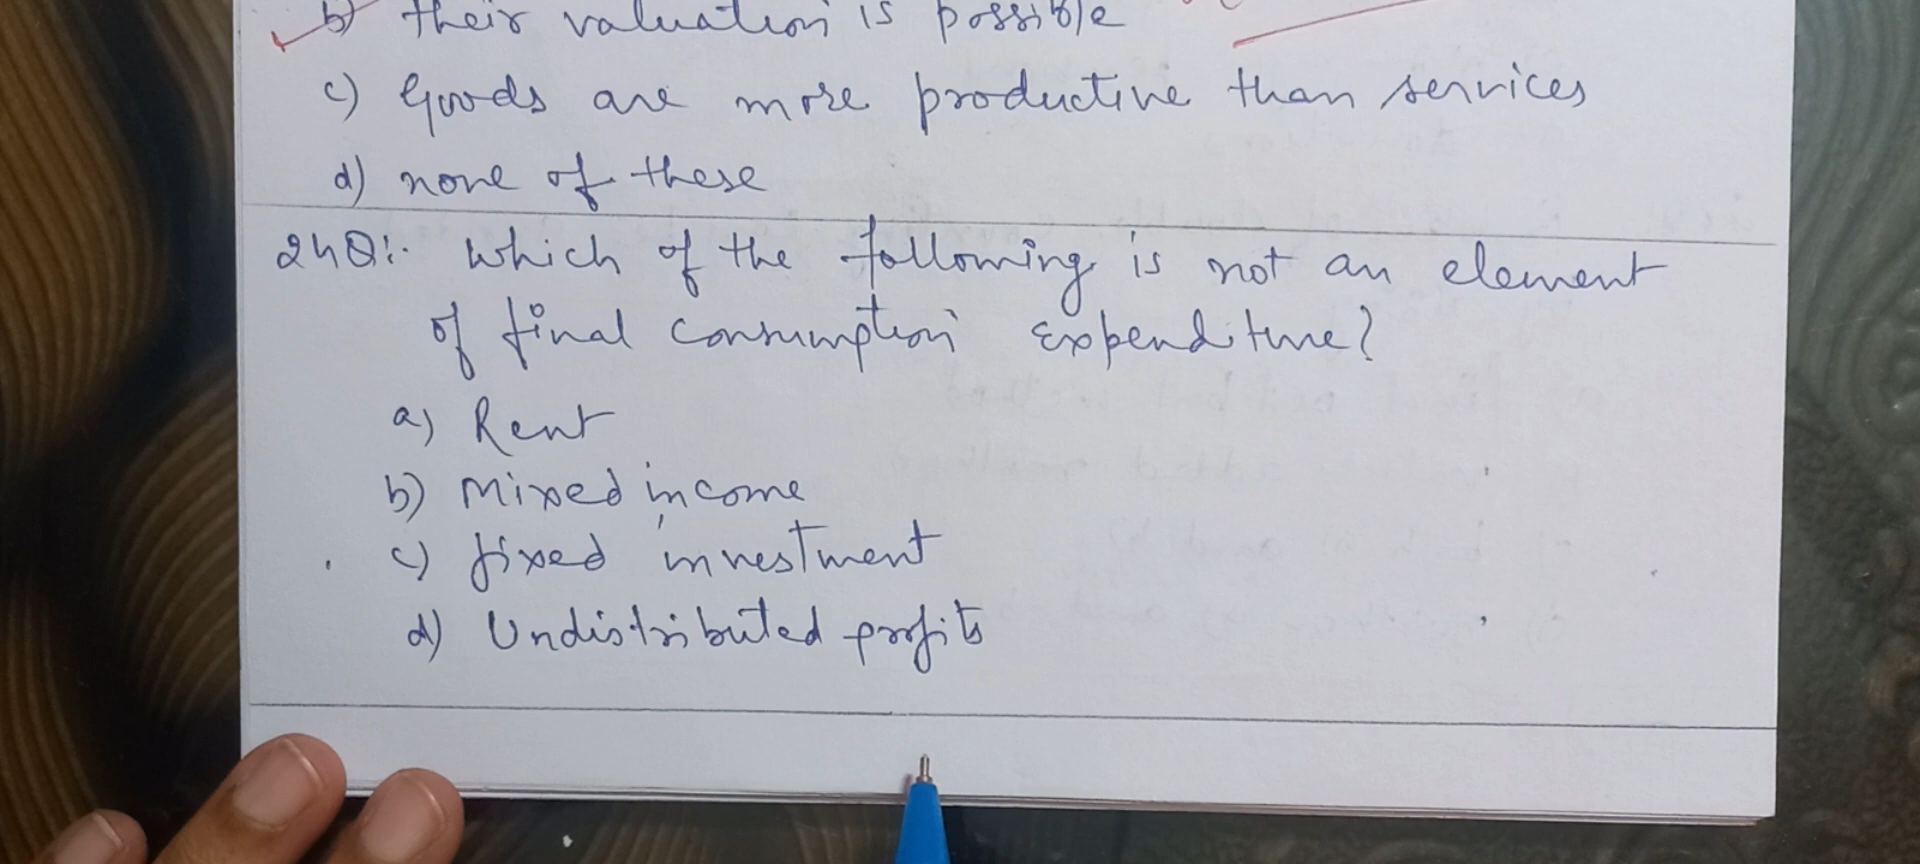 b) their valuation is possible
c) Goods are more productive than services
d) none of these
24Q:- Which of the following is not an element
of final consumption expenditure?
a) Rent
b) Mixed income
c) fixed investment
d) Undistributed profits